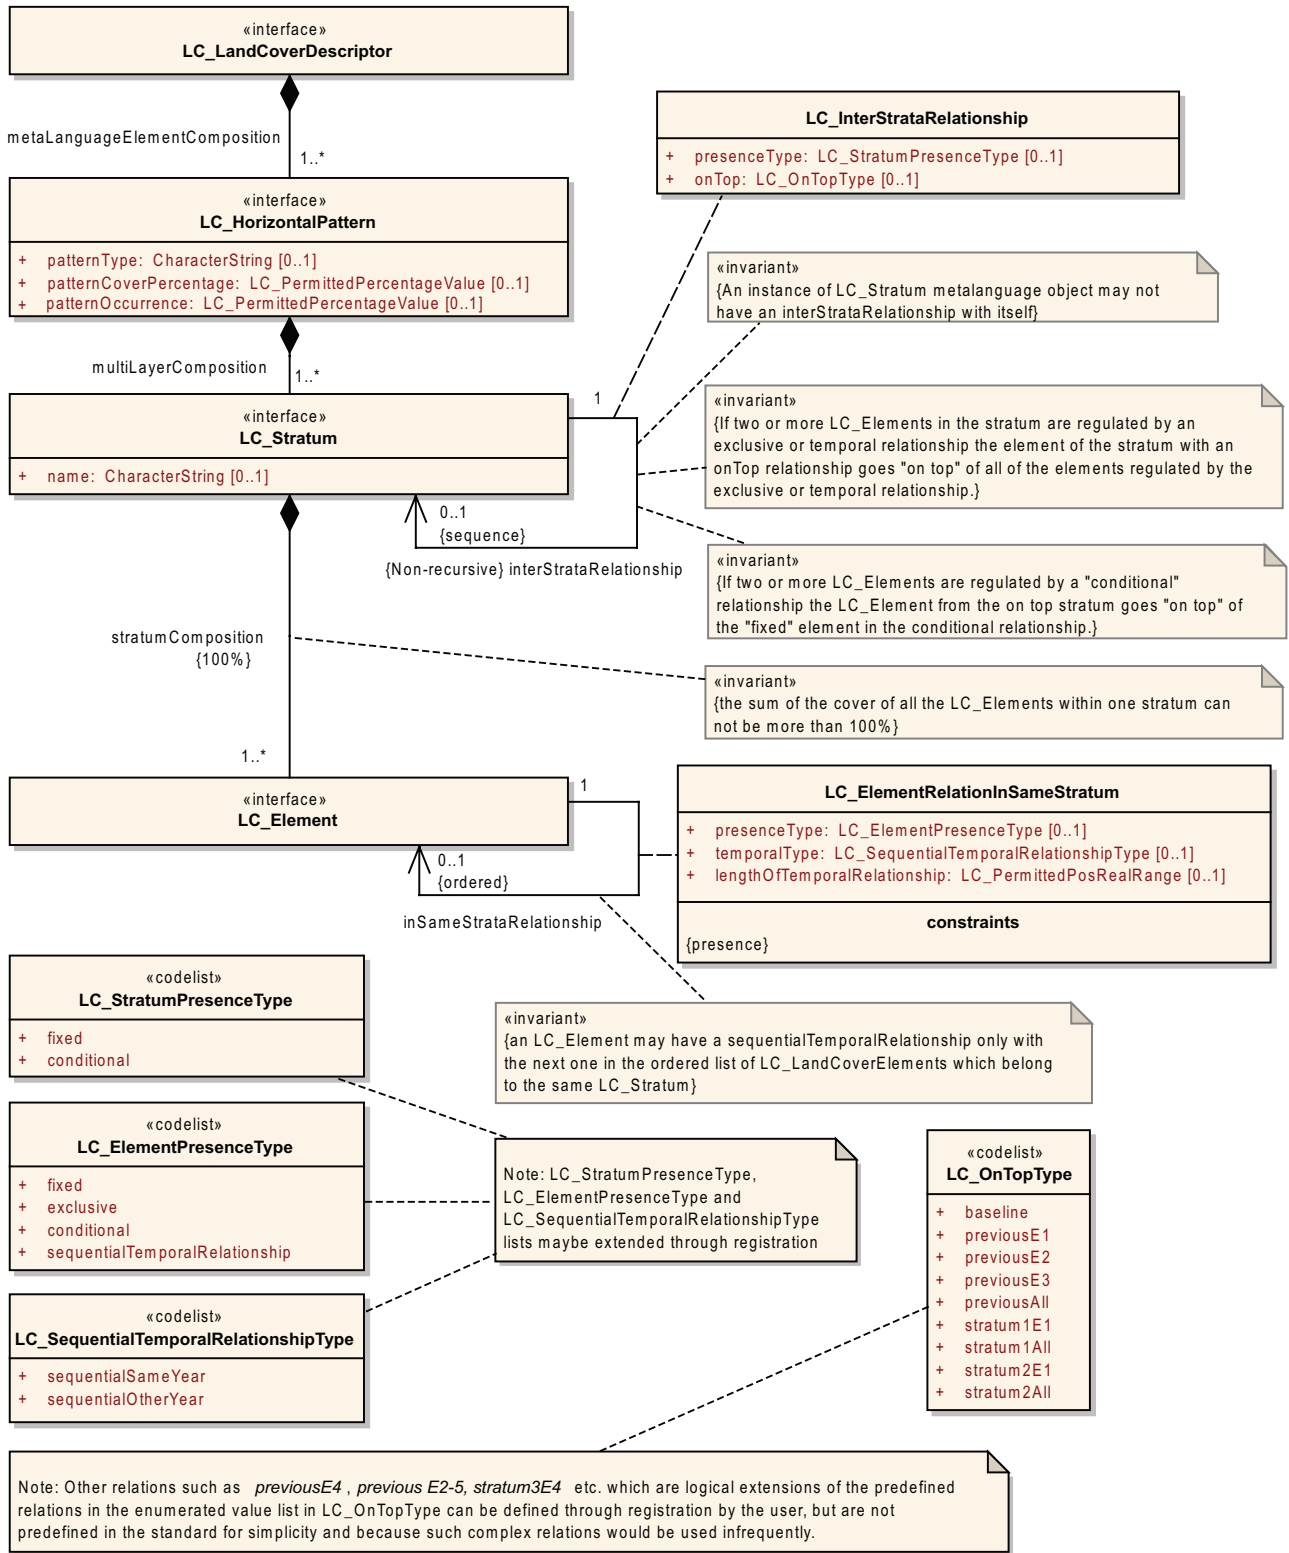 «interface»
LC_LandCoverDescriptor
metaLanguageElementComposition
1..*
«interface»
LC_HorizontalPattern
+ patternType: CharacterString [0..1]
+ patternCoverPercentage: LC_PermittedPercentageValue [0..1]
+ patternOccurrence: LC_PermittedPercentageValue [0..1]
multiLayerComposition
1..*
«interface»
LC_Stratum
+ name: CharacterString [0..1]
1
0..1
{sequence}
{Non-recursive} interStrataRelationship
LC_InterStrataRelationship
+ presenceType: LC_StratumPresenceType [0..1]
+ onTop: LC_OnTopType [0..1]
«invariant»
{An instance of LC_Stratum metalanguage object may not
have an interStrataRelationship with itself}
«invariant»
{If two or more LC_Elements in the stratum are regulated by an
exclusive or temporal relationship the element of the stratum with an
onTop relationship goes "on top" of all of the elements regulated by the
exclusive or temporal relationship.}
«invariant»
{If two or more LC_Elements are regulated by a "conditional"
relationship the LC_Element from the on top stratum goes "on top" of
the "fixed" element in the conditional relationship.}
stratumComposition
{100%}
1..*
«invariant»
{the sum of the cover of all the LC_Elements within one stratum can
not be more than 100%}
«interface»
LC_Element
1
0..1
{ordered}
inSameStrataRelationship
LC_ElementRelationInSameStratum
+ presenceType: LC_ElementPresenceType [0..1]
+ temporalType: LC_SequentialTemporalRelationshipType [0..1]
+ lengthOfTemporalRelationship: LC_PermittedPosRealRange [0..1]
constraints
{presence}
«invariant»
{an LC_Element may have a sequentialTemporalRelationship only with
the next one in the ordered list of LC_LandCoverElements which belong
to the same LC_Stratum}
«codelist»
LC_StratumPresenceType
+ fixed
+ conditional
«codelist»
LC_ElementPresenceType
+ fixed
+ exclusive
+ conditional
+ sequentialTemporalRelationship
«codelist»
LC_SequentialTemporalRelationshipType
+ sequentialSameYear
+ sequentialOtherYear
Note: LC_StratumPresenceType,
LC_ElementPresenceType and
LC_SequentialTemporalRelationshipType
lists maybe extended through registration
«codelist»
LC_OnTopType
+ baseline
+ previousE1
+ previousE2
+ previousE3
+ previousAll
+ stratum1E1
+ stratum1All
+ stratum2E1
+ stratum2All
Note: Other relations such as previousE4 , previous E2-5, stratum3E4 etc. which are logical extensions of the predefined
relations in the enumerated value list in LC_OnTopType can be defined through registration by the user, but are not
predefined in the standard for simplicity and because such complex relations would be used infrequently.